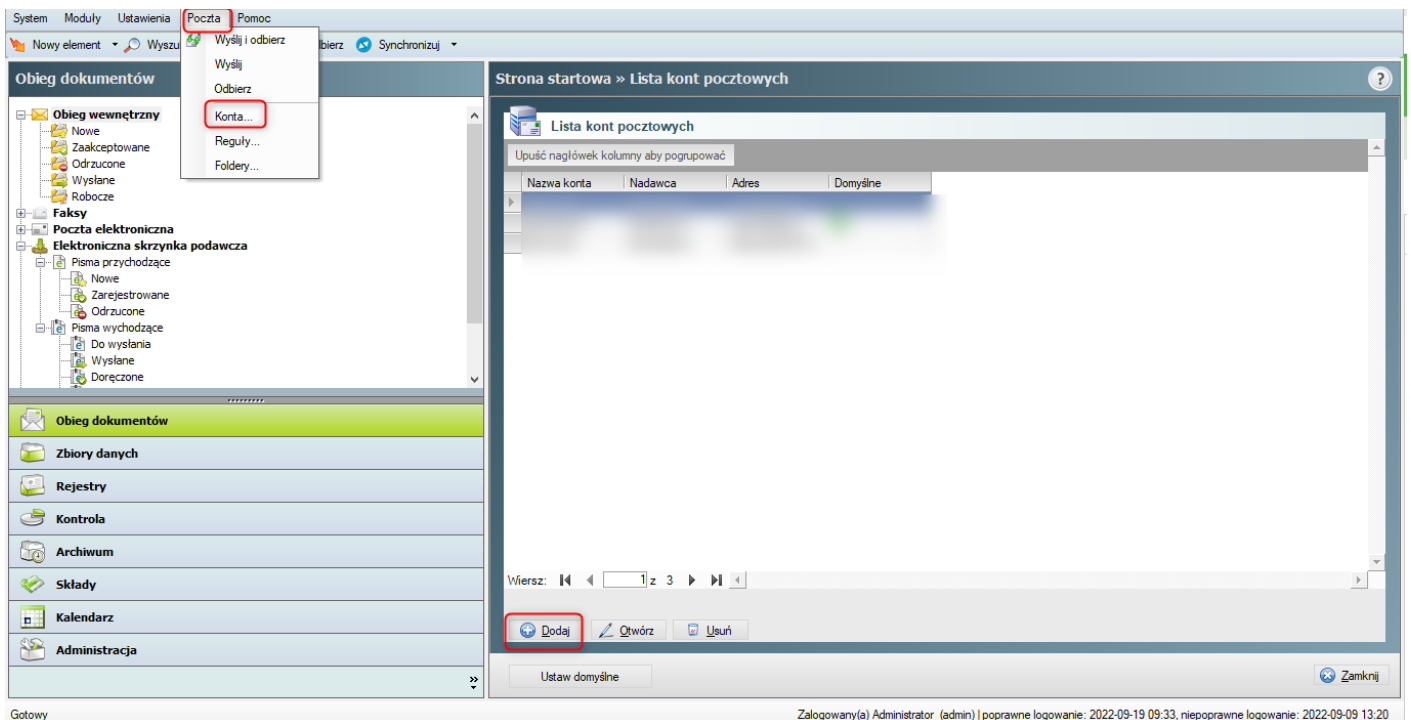 System Moduły Ustawienia Poczta Pomoc
Nowy element Wyszu bierz Synchronizuj
Wyślij i odbierz
Wyślij
Odbierz
Konta...
Reguły...
Foldery...
Obieg dokumentów
Obieg wewnętrzny
Nowe
Zaakceptowane
Odrzucone
Wysłane
Robocze
Faksy
Poczta elektroniczna
Elektroniczna skrzynka podawcza
Pisma przychodzące
Nowe
Zarejestrowane
Odrzucone
Pisma wychodzące
Do wysłania
Wysłane
Doręczone
Obieg dokumentów
Zbiory danych
Rejestry
Kontrola
Archiwum
Składy
Kalendarz
Administracja
Strona startowa » Lista kont pocztowych
Lista kont pocztowych
Upuść nagłówek kolumny aby pogrupować
Nazwa konta Nadawca Adres Domyślne
Wiersz: 1 z 3
Dodaj Otwórz Usuń
Ustaw domyślne Zamknij
Gotowy Zalogowany(a) Administrator (admin) | poprawne logowanie: 2022-09-19 09:33, niepoprawne logowanie: 2022-09-09 13:20